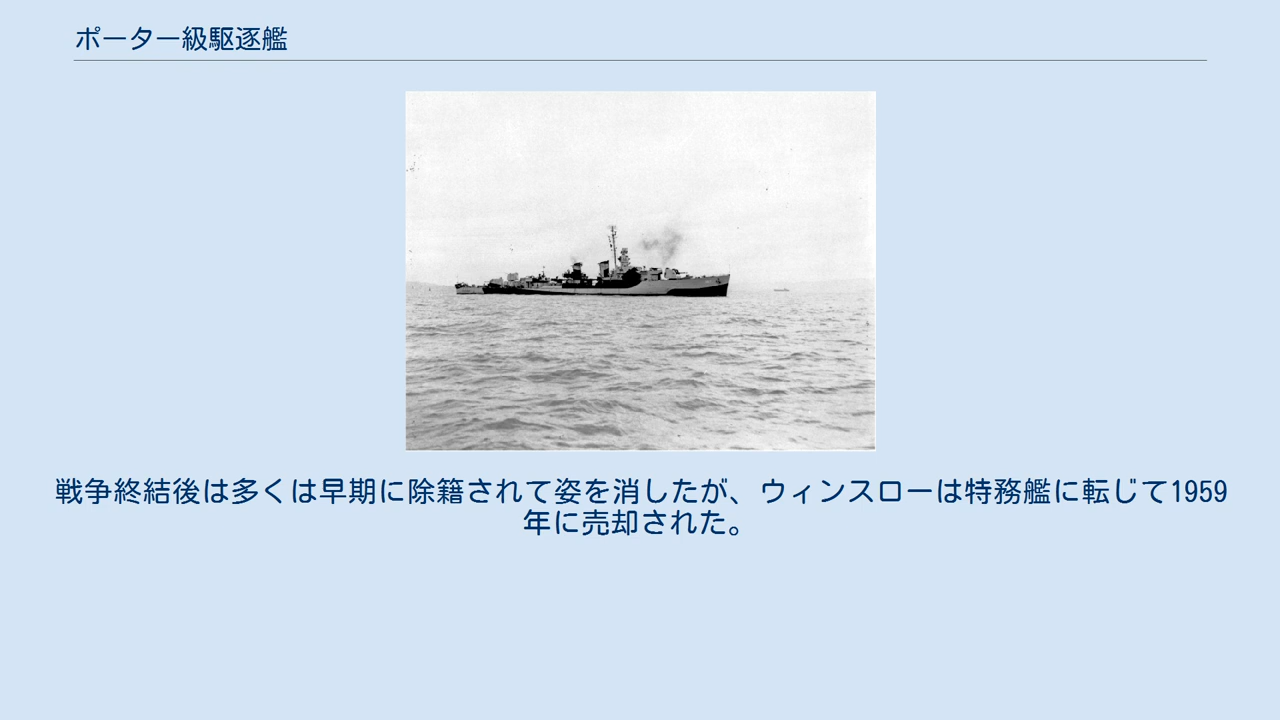 ポーター級駆逐艦
戦争終結後は多くは早期に除籍されて姿を消したが、ウィンスローは特務艦に転じて1959
年に売却された。